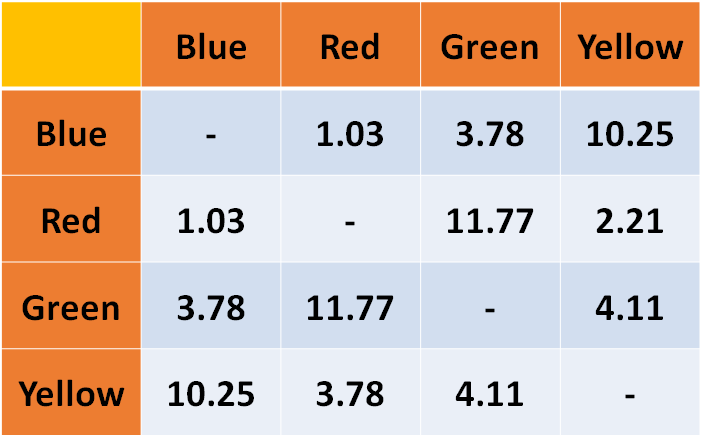 Blue Red Green Yellow
Blue - 1.03 3.78 10.25
Red 1.03 - 11.77 2.21
Green 3.78 11.77 - 4.11
Yellow 10.25 3.78 4.11 -